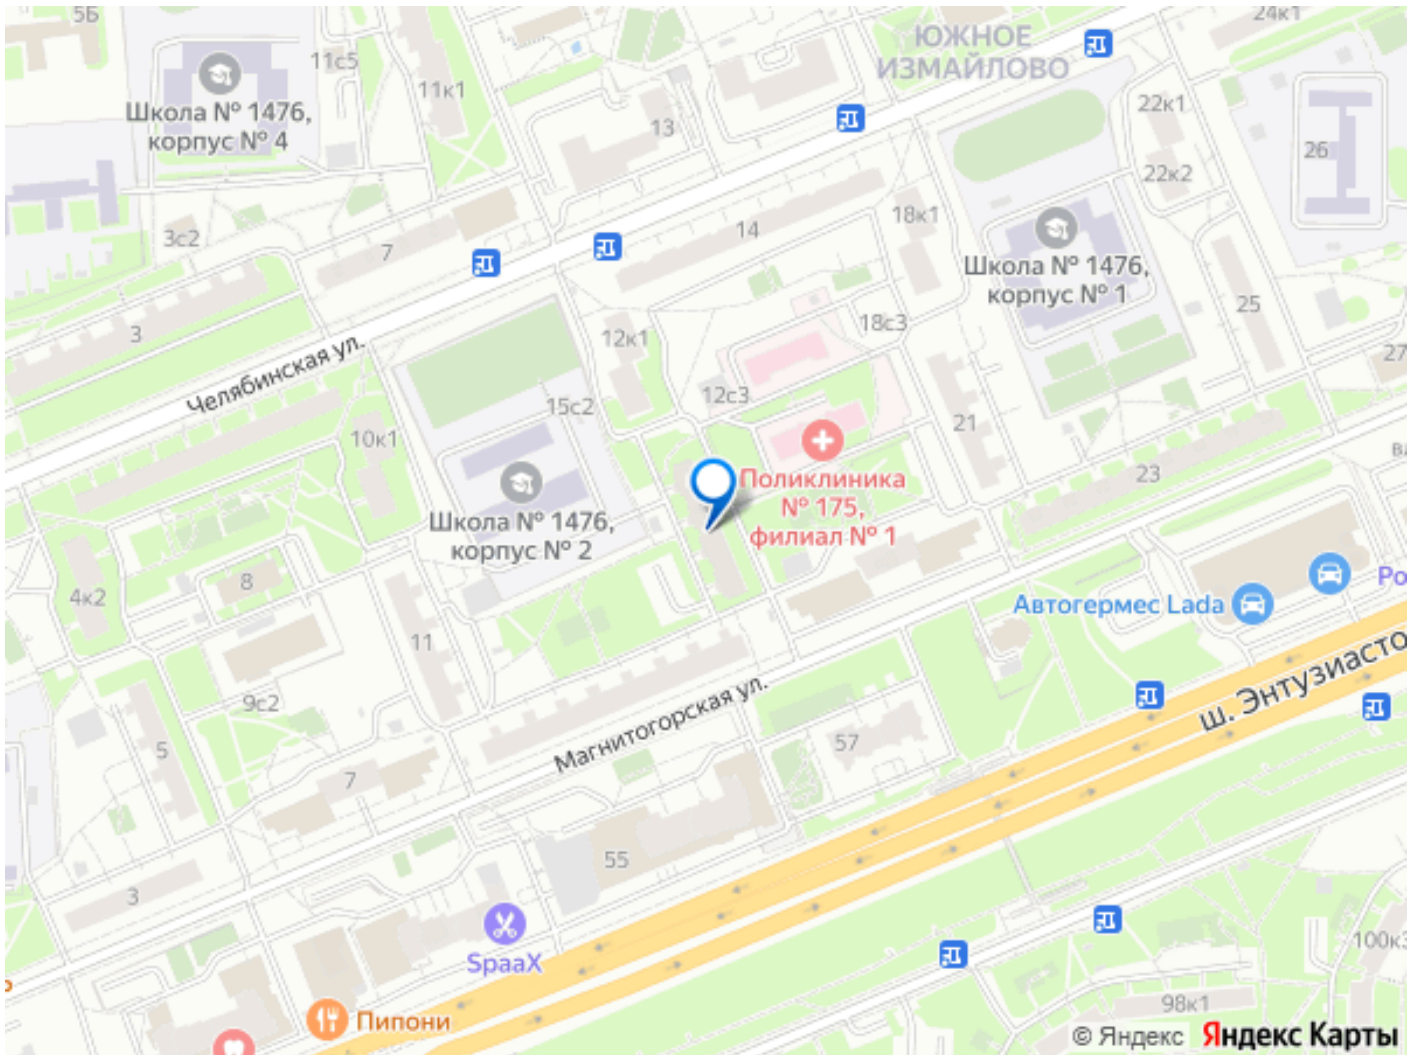 5Б
24к1
ЮЖНОЕ
ИЗМАЙЛОВО
11с5
11к1
Школа № 1476,
корпус № 4
13
22к1
26
22к2
3с2
7
14
18к1
Школа № 1476,
корпус № 1
25
3
Челябинская ул.
12к1
18с3
27
12с3
15с2
10к1
21
23
Поликлиника
№ 175,
филиал № 1
Школа № 1476,
корпус № 2
4к2
8
11
Автогермес Lada
Ро
ш. Энтузиасто
9с2
5
7
Магнитогорская ул.
57
55
3
SpaaX
Пипони
100к3
98к1
© Яндекс Яндекс Карты